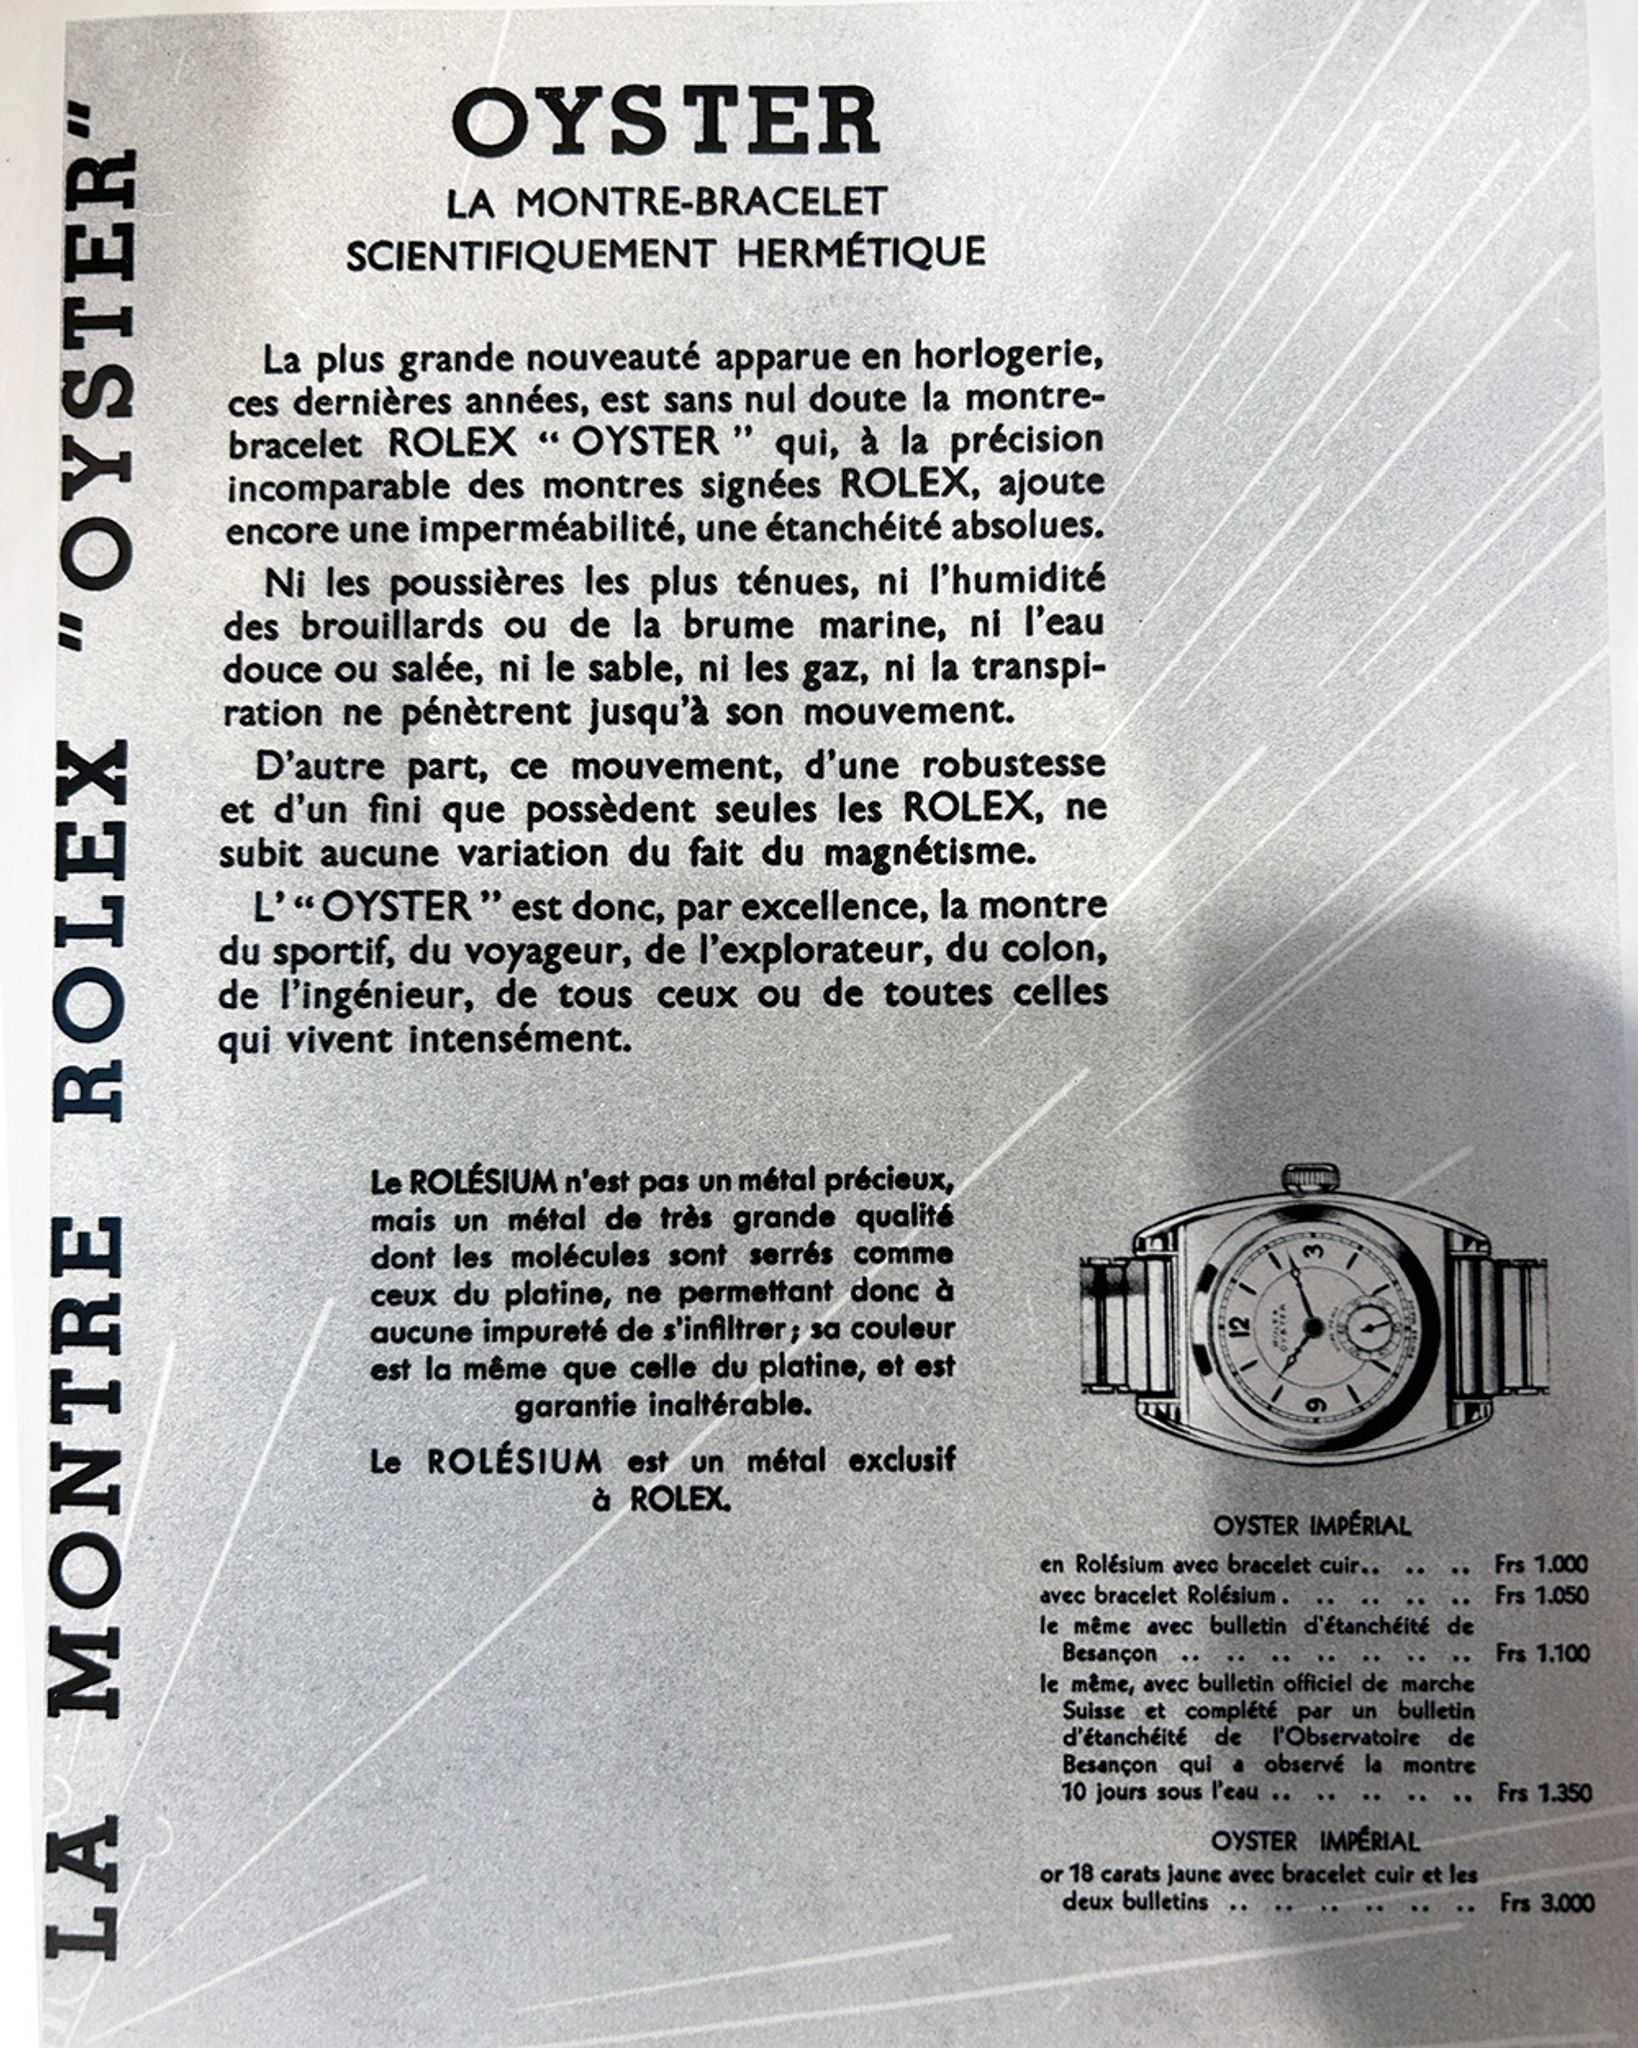 LA MONTRE ROLEX "OYSTER"
OYSTER
LA MONTRE-BRACELET
SCIENTIFIQUEMENT HERMÉTIQUE
La plus grande nouveauté apparue en horlogerie,
ces dernières années, est sans nul doute la montre-
bracelet ROLEX “ OYSTER ” qui, à la précision
incomparable des montres signées ROLEX, ajoute
encore une imperméabilité, une étanchéité absolues.
Ni les poussières les plus ténues, ni l'humidité
des brouillards ou de la brume marine, ni l'eau
douce ou salée, ni le sable, ni les gaz, ni la transpi-
ration ne pénètrent jusqu'à son mouvement.
D'autre part, ce mouvement, d'une robustesse
et d'un fini que possèdent seules les ROLEX, ne
subit aucune variation du fait du magnétisme.
L' “ OYSTER ” est donc, par excellence, la montre
du sportif, du voyageur, de l'explorateur, du colon,
de l'ingénieur, de tous ceux ou de toutes celles
qui vivent intensément.
Le ROLÉSIUM n'est pas un métal précieux,
mais un métal de très grande qualité
dont les molécules sont serrés comme
ceux du platine, ne permettant donc à
aucune impureté de s'infiltrer ; sa couleur
est la même que celle du platine, et est
garantie inaltérable.
Le ROLÉSIUM est un métal exclusif
à ROLEX.
3
12
ROLEX
OYSTER
9
OYSTER IMPÉRIAL
en Rolésium avec bracelet cuir.. .. .. Frs 1.000
avec bracelet Rolésium . .. .. .. .. Frs 1.050
le même avec bulletin d'étanchéité de
Besançon .. .. .. .. .. .. .. Frs 1.100
le même, avec bulletin officiel de marche
Suisse et complété par un bulletin
d'étanchéité de l'Observatoire de
Besançon qui a observé la montre
10 jours sous l'eau .. .. .. .. .. Frs 1.350
OYSTER IMPÉRIAL
or 18 carats jaune avec bracelet cuir et les
deux bulletins .. .. .. .. .. .. Frs 3.000